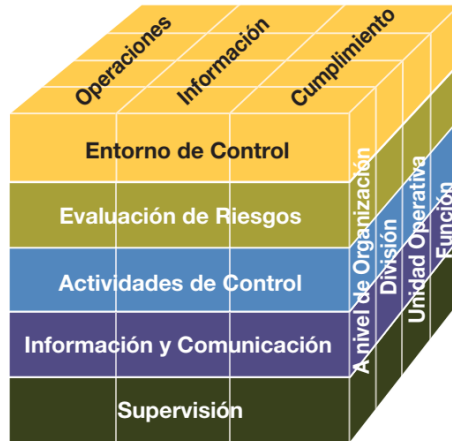 Operaciones
Información
Cumplimiento
Entorno de Control
Evaluación de Riesgos
Actividades de Control
Información y Comunicación
Supervisión
A nivel de Organización
División
Unidad Operativa
Función